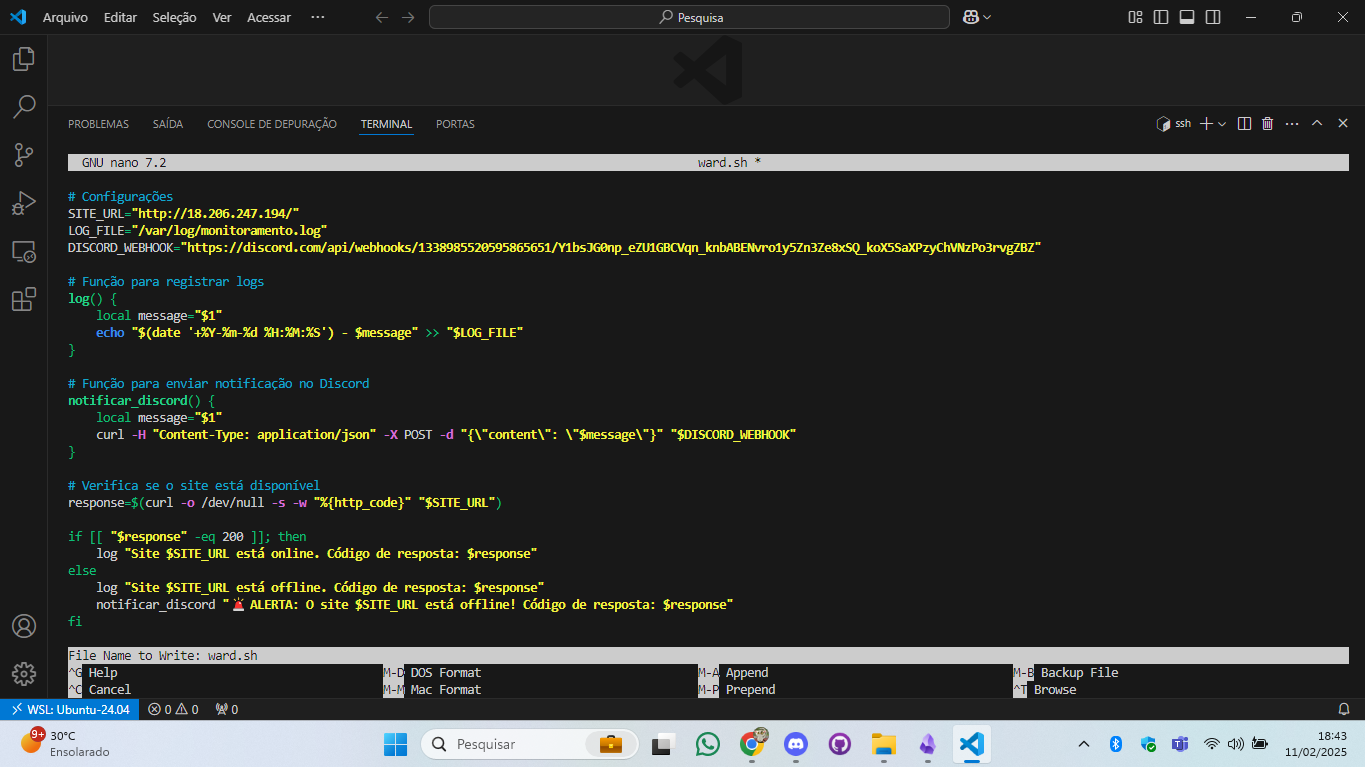 Arquivo Editar Seleção Ver Acessar ···
Pesquisa
PROBLEMAS SAÍDA CONSOLE DE DEPURAÇÃO TERMINAL PORTAS
ssh
GNU nano 7.2 ward.sh *
# Configurações
SITE_URL="http://18.206.247.194/"
LOG_FILE="/var/log/monitoramento.log"
DISCORD_WEBHOOK="https://discord.com/api/webhooks/1338985520595865651/Y1bsJG0np_eZU1GBCVqn_knbABENvro1y5Zn3Ze8xSQ_koX5SaXPzyChVNzPo3rvgZBZ"
# Função para registrar logs
log() {
    local message="$1"
    echo "$(date '+%Y-%m-%d %H:%M:%S') - $message" >> "$LOG_FILE"
}
# Função para enviar notificação no Discord
notificar_discord() {
    local message="$1"
    curl -H "Content-Type: application/json" -X POST -d "{\"content\": \"$message\"}" "$DISCORD_WEBHOOK"
}
# Verifica se o site está disponível
response=$(curl -o /dev/null -s -w "%{http_code}" "$SITE_URL")
if [[ "$response" -eq 200 ]]; then
    log "Site $SITE_URL está online. Código de resposta: $response"
else
    log "Site $SITE_URL está offline. Código de resposta: $response"
    notificar_discord "🚨 ALERTA: O site $SITE_URL está offline! Código de resposta: $response"
fi
File Name to Write: ward.sh
^G Help M-D DOS Format M-A Append M-B Backup File
^C Cancel M-M Mac Format M-P Prepend ^T Browse
WSL: Ubuntu-24.04 0 0 0
9+ 30°C
Ensolarado
Pesquisar
18:43
11/02/2025